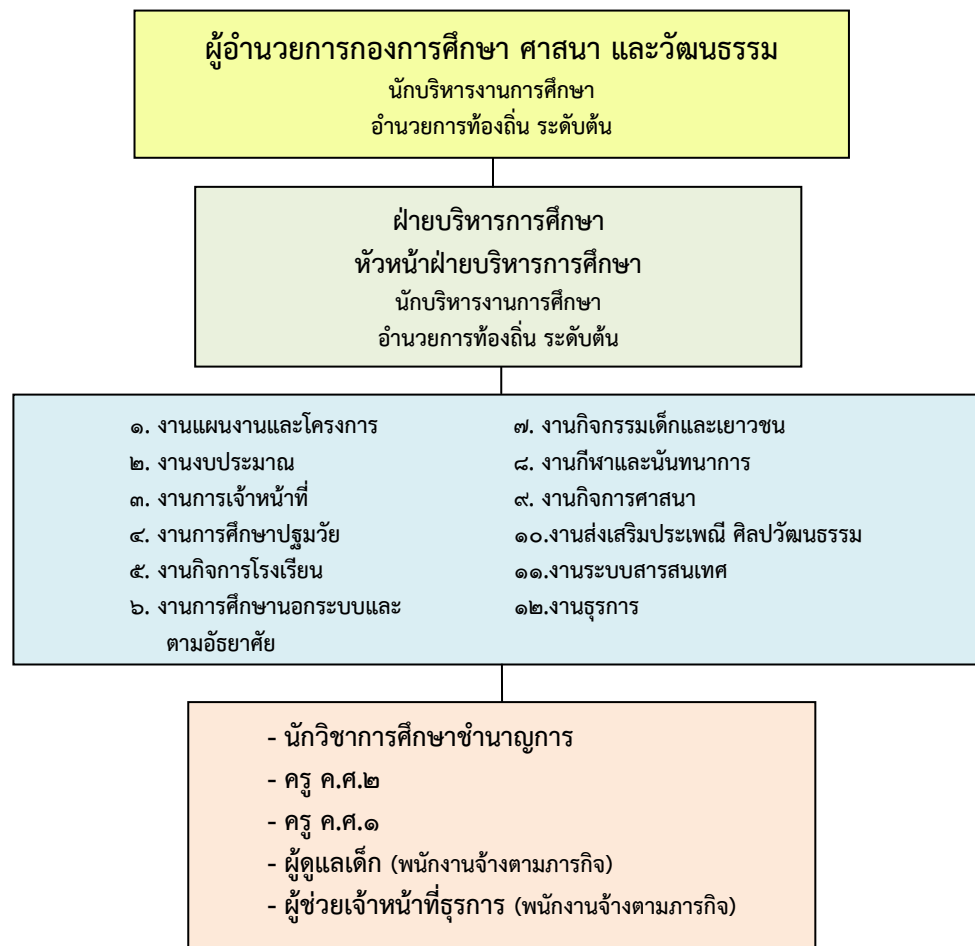 ผู้อำนวยการกองการศึกษา ศาสนา และวัฒนธรรม
นักบริหารงานการศึกษา
อำนวยการท้องถิ่น ระดับต้น
ฝ่ายบริหารการศึกษา
หัวหน้าฝ่ายบริหารการศึกษา
นักบริหารงานการศึกษา
อำนวยการท้องถิ่น ระดับต้น
๑. งานแผนงานและโครงการ
๒. งานงบประมาณ
๓. งานการเจ้าหน้าที่
๔. งานการศึกษาปฐมวัย
๕. งานกิจการโรงเรียน
๖. งานการศึกษานอกระบบและ
ตามอัธยาศัย
๗. งานกิจกรรมเด็กและเยาวชน
๘. งานกีฬาและนันทนาการ
๙. งานกิจการศาสนา
๑๐.งานส่งเสริมประเพณี ศิลปวัฒนธรรม
๑๑.งานระบบสารสนเทศ
๑๒.งานธุรการ
- นักวิชาการศึกษาชำนาญการ
- ครู ค.ศ.๒
- ครู ค.ศ.๑
- ผู้ดูแลเด็ก (พนักงานจ้างตามภารกิจ)
- ผู้ช่วยเจ้าหน้าที่ธุรการ (พนักงานจ้างตามภารกิจ)